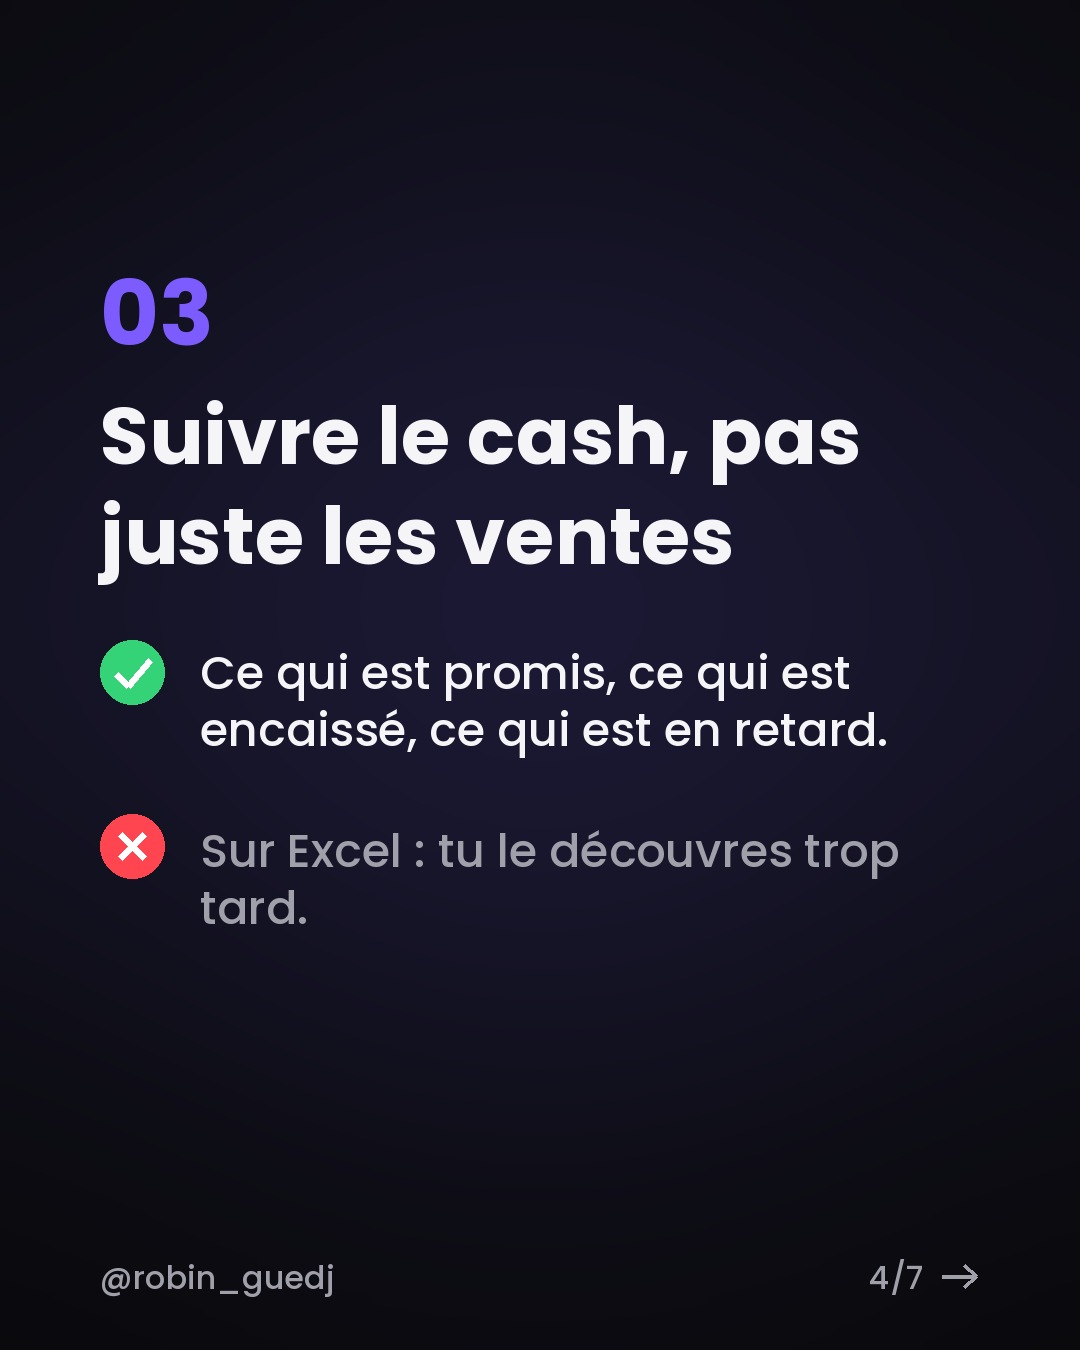 03
Suivre le cash, pas
juste les ventes
Ce qui est promis, ce qui est
encaissé, ce qui est en retard.
Sur Excel : tu le découvres trop
tard.
@robin_guedj
4/7 →